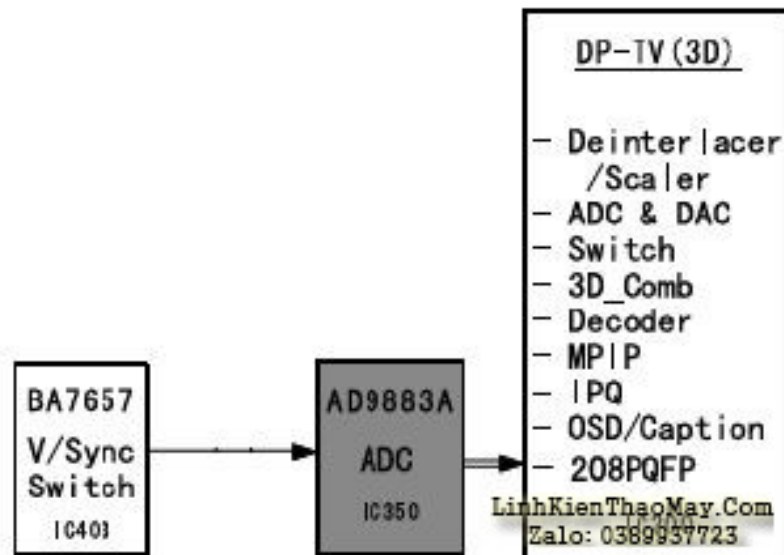 DP-TV(3D)
- Deinterlacer
/Scaler
- ADC & DAC
- Switch
- 3D_Comb
- Decoder
- MPIP
- IPQ
- OSD/Caption
- 208PQFP
BA7657
V/Sync
Switch
AD9883A
ADC
IC350
LinhKienThaoMay.Com
Zalo: 0389937723